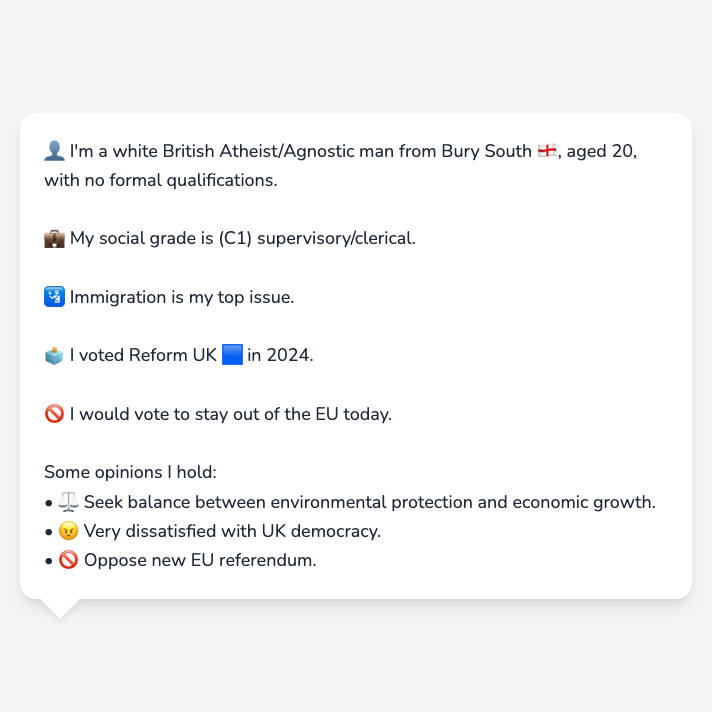 👤 I'm a white British Atheist/Agnostic man from Bury South 🏴󠁧󠁢󠁥󠁮󠁧󠁿, aged 20,
with no formal qualifications.
💼 My social grade is (C1) supervisory/clerical.
🛂 Immigration is my top issue.
🗳️ I voted Reform UK 🟦 in 2024.
🚫 I would vote to stay out of the EU today.
Some opinions I hold:
• ⚖️ Seek balance between environmental protection and economic growth.
• 😠 Very dissatisfied with UK democracy.
• 🚫 Oppose new EU referendum.